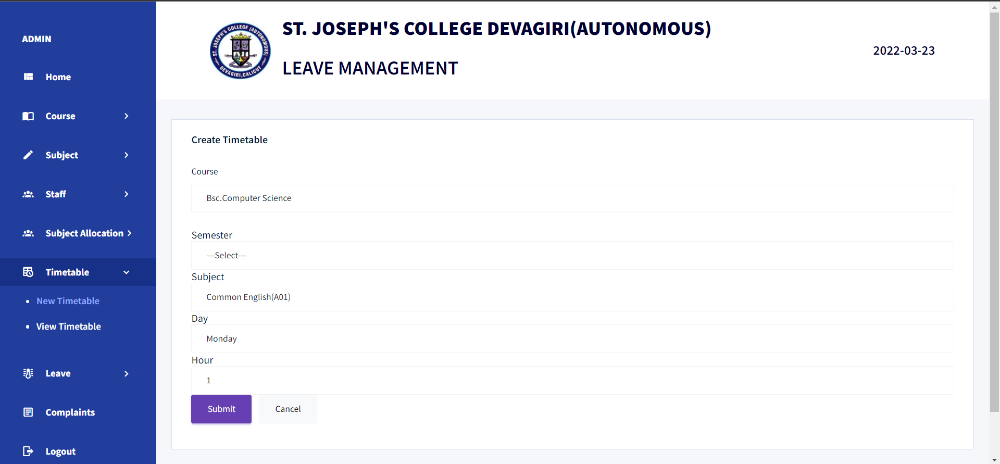 ADMIN
Home
Course
Subject
Staff
Subject Allocation
Timetable
New Timetable
View Timetable
Leave
Complaints
Logout
ST. JOSEPH'S COLLEGE (AUTONOMOUS)
DEVAGIRI, CALICUT
ST. JOSEPH'S COLLEGE DEVAGIRI(AUTONOMOUS)
LEAVE MANAGEMENT
2022-03-23
Create Timetable
Course
Bsc.Computer Science
Semester
---Select---
Subject
Common English(A01)
Day
Monday
Hour
1
Submit
Cancel